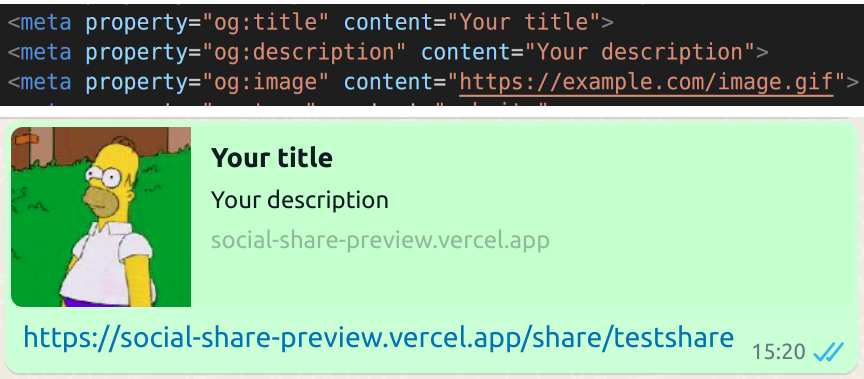 <meta property="og:title" content="Your title">
<meta property="og:description" content="Your description">
<meta property="og:image" content="https://example.com/image.gif">
Your title
Your description
social-share-preview.vercel.app
https://social-share-preview.vercel.app/share/testshare
15:20